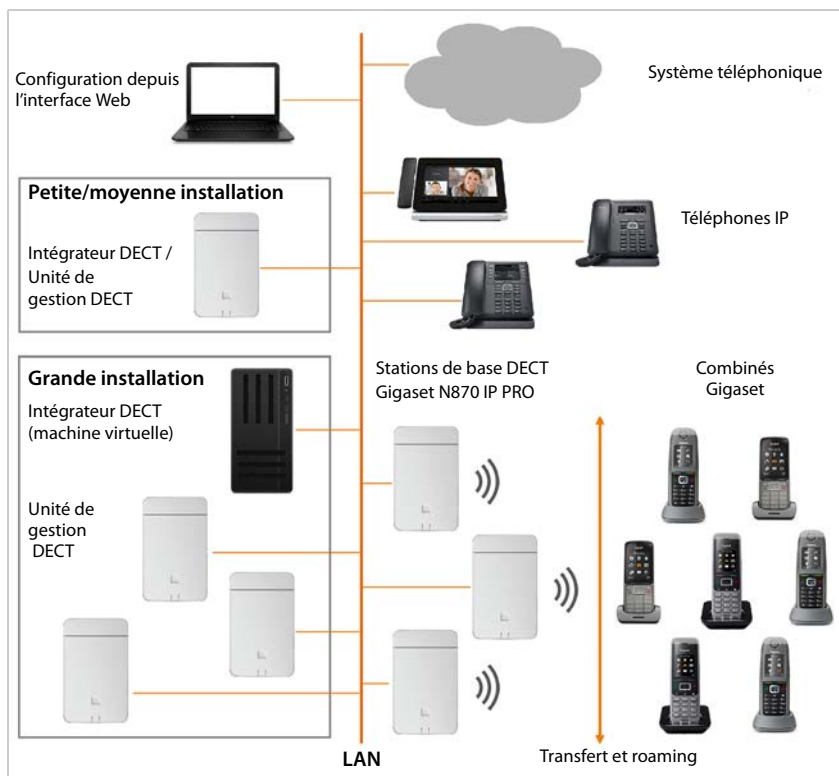 Configuration depuis
l'interface Web
Système téléphonique
Petite/moyenne installation
Intégrateur DECT /
Unité de
gestion DECT
Téléphones IP
Grande installation
Intégrateur DECT
(machine virtuelle)
Unité de
gestion
DECT
Stations de base DECT
Gigaset N870 IP PRO
Combinés
Gigaset
LAN
Transfert et roaming